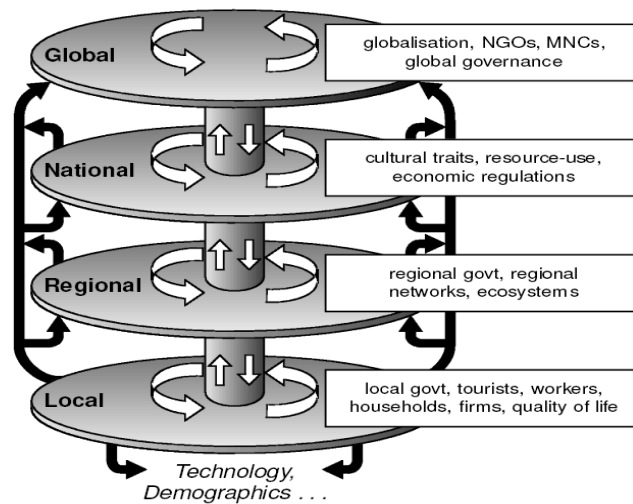 Global
globalisation, NGOs, MNCs,
global governance
National
cultural traits, resource-use,
economic regulations
Regional
regional govt, regional
networks, ecosystems
Local
local govt, tourists, workers,
households, firms, quality of life
Technology,
Demographics . . .